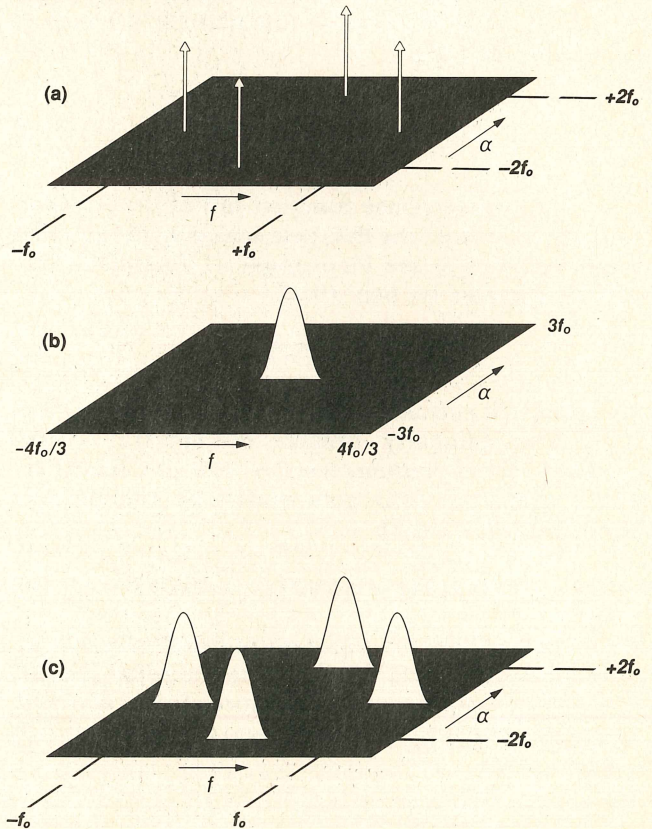 (a)
+2fₒ
α
−2fₒ
f
−fₒ
+fₒ
(b)
3fₒ
α
−3fₒ
−4fₒ/3
4fₒ/3
f
(c)
+2fₒ
α
−2fₒ
f
−fₒ
fₒ